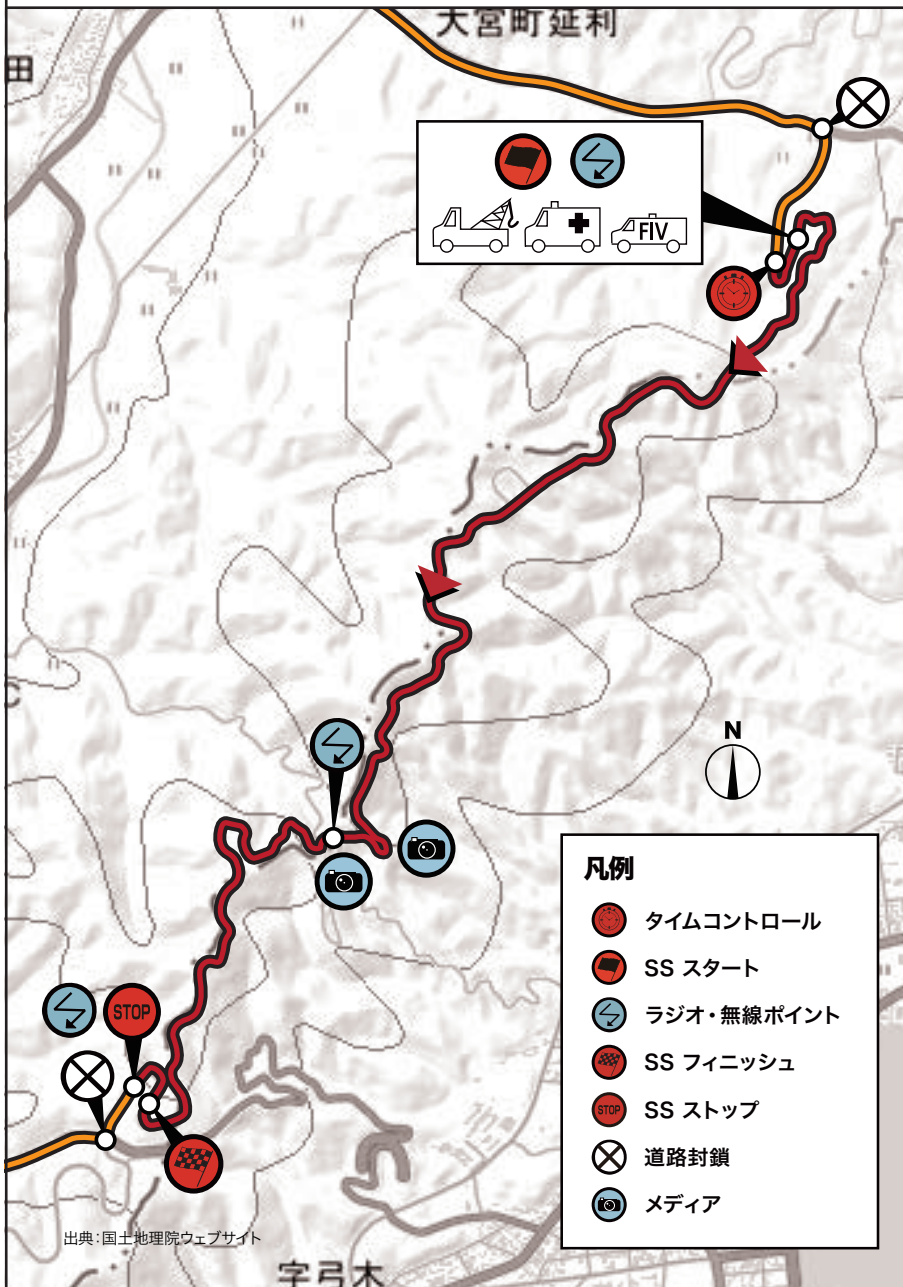 大宮町延利
田
FIV
N
STOP
凡例
タイムコントロール
SS スタート
ラジオ・無線ポイント
SS フィニッシュ
STOP
SS ストップ
道路封鎖
メディア
出典:国土地理院ウェブサイト
字弓木